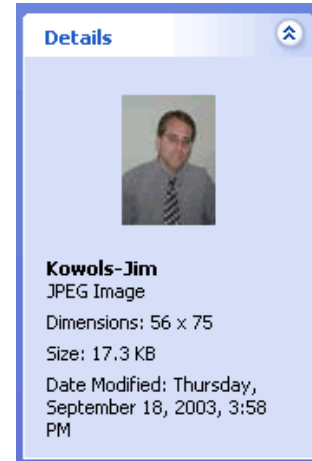 Details
Kowols-Jim
JPEG Image
Dimensions: 56 x 75
Size: 17.3 KB
Date Modified: Thursday,
September 18, 2003, 3:58
PM